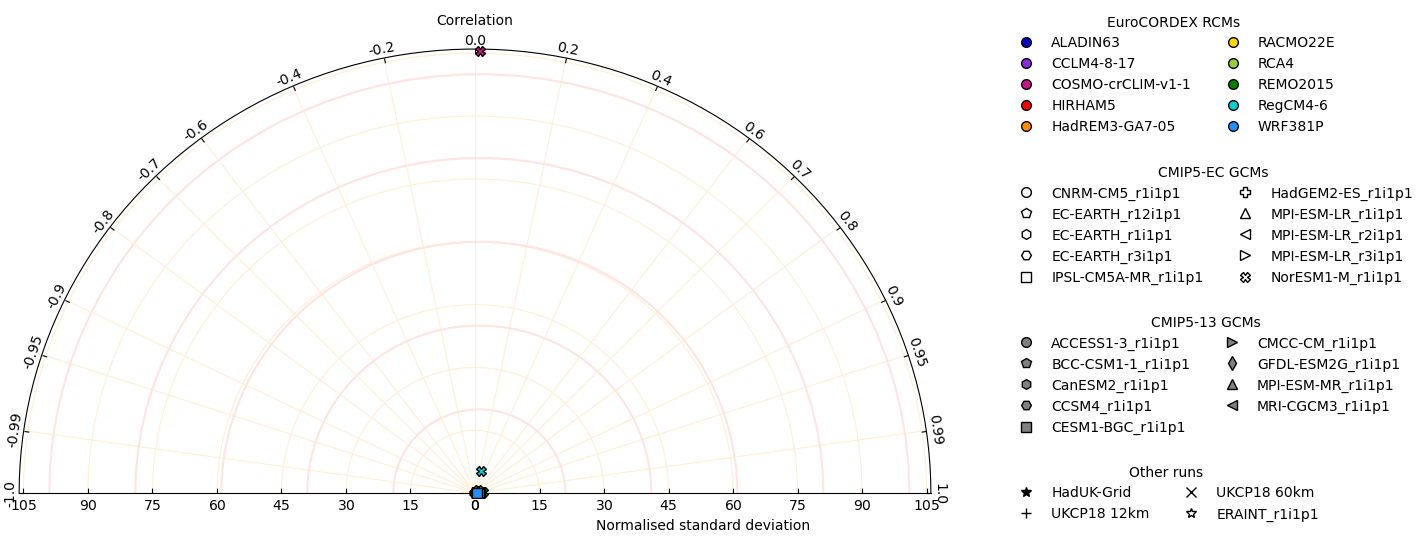 Correlation
0.0
-0.2
0.2
-0.4
0.4
-0.6
0.6
-0.7
0.7
-0.8
0.8
-0.9
0.9
-0.95
0.95
-0.99
0.99
-1.0
1.0
105 90 75 60 45 30 15 0 15 30 45 60 75 90 105
Normalised standard deviation
EuroCORDEX RCMs
ALADIN63 RACMO22E
CCLM4-8-17 RCA4
COSMO-crCLIM-v1-1 REMO2015
HIRHAM5 RegCM4-6
HadREM3-GA7-05 WRF381P
CMIP5-EC GCMs
CNRM-CM5_r1i1p1 HadGEM2-ES_r1i1p1
EC-EARTH_r12i1p1 MPI-ESM-LR_r1i1p1
EC-EARTH_r1i1p1 MPI-ESM-LR_r2i1p1
EC-EARTH_r3i1p1 MPI-ESM-LR_r3i1p1
IPSL-CM5A-MR_r1i1p1 NorESM1-M_r1i1p1
CMIP5-13 GCMs
ACCESS1-3_r1i1p1 CMCC-CM_r1i1p1
BCC-CSM1-1_r1i1p1 GFDL-ESM2G_r1i1p1
CanESM2_r1i1p1 MPI-ESM-MR_r1i1p1
CCSM4_r1i1p1 MRI-CGCM3_r1i1p1
CESM1-BGC_r1i1p1
Other runs
HadUK-Grid UKCP18 60km
UKCP18 12km ERAINT_r1i1p1